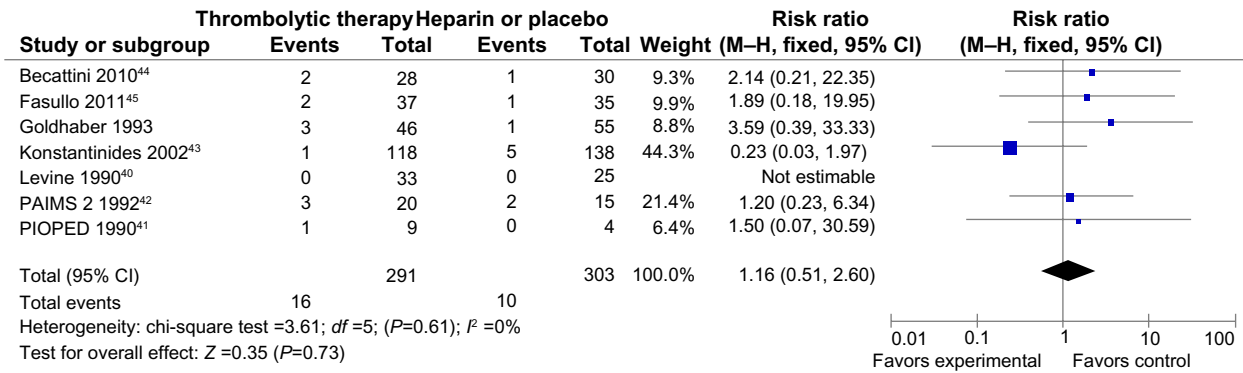 Thrombolytic therapy Heparin or placebo Risk ratio Risk ratio
Study or subgroup Events Total Events Total Weight (M–H, fixed, 95% CI) (M–H, fixed, 95% CI)
Becattini 2010⁴⁴ 2 28 1 30 9.3% 2.14 (0.21, 22.35)
Fasullo 2011⁴⁵ 2 37 1 35 9.9% 1.89 (0.18, 19.95)
Goldhaber 1993 3 46 1 55 8.8% 3.59 (0.39, 33.33)
Konstantinides 2002⁴³ 1 118 5 138 44.3% 0.23 (0.03, 1.97)
Levine 1990⁴⁰ 0 33 0 25 Not estimable
PAIMS 2 1992⁴² 3 20 2 15 21.4% 1.20 (0.23, 6.34)
PIOPED 1990⁴¹ 1 9 0 4 6.4% 1.50 (0.07, 30.59)
Total (95% CI) 291 303 100.0% 1.16 (0.51, 2.60)
Total events 16 10
Heterogeneity: chi-square test =3.61; df =5; (P=0.61); I² =0%
Test for overall effect: Z =0.35 (P=0.73)
0.01 0.1 1 10 100
Favors experimental Favors control